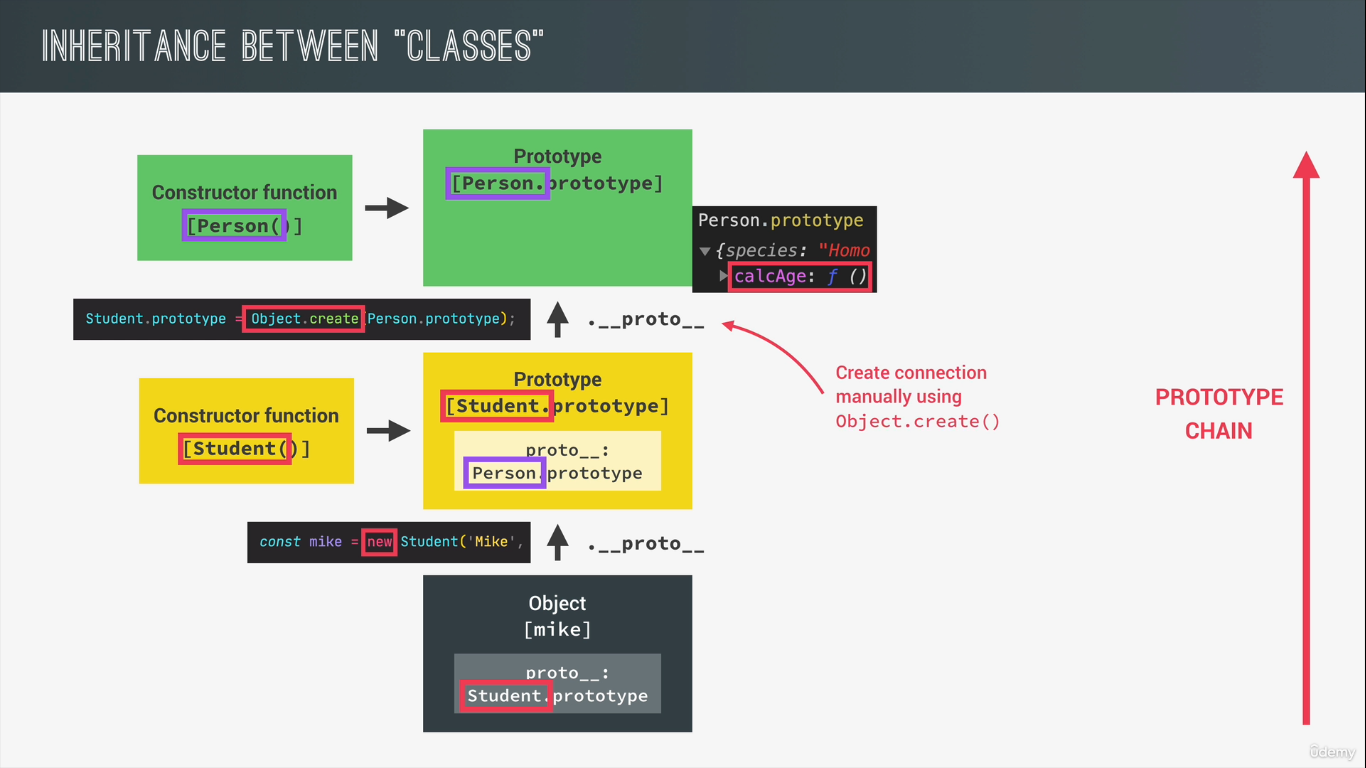 INHERITANCE BETWEEN "CLASSES"
Constructor function
[Person()]
Prototype
[Person.prototype]
Person.prototype
▼{species: "Homo
▶calcAge: ƒ ()
Student.prototype = Object.create(Person.prototype);
.__proto__
Create connection
manually using
Object.create()
PROTOTYPE
CHAIN
Constructor function
[Student()]
Prototype
[Student.prototype]
proto__:
Person.prototype
const mike = new Student('Mike',
.__proto__
Object
[mike]
proto__:
Student.prototype
ûdemy